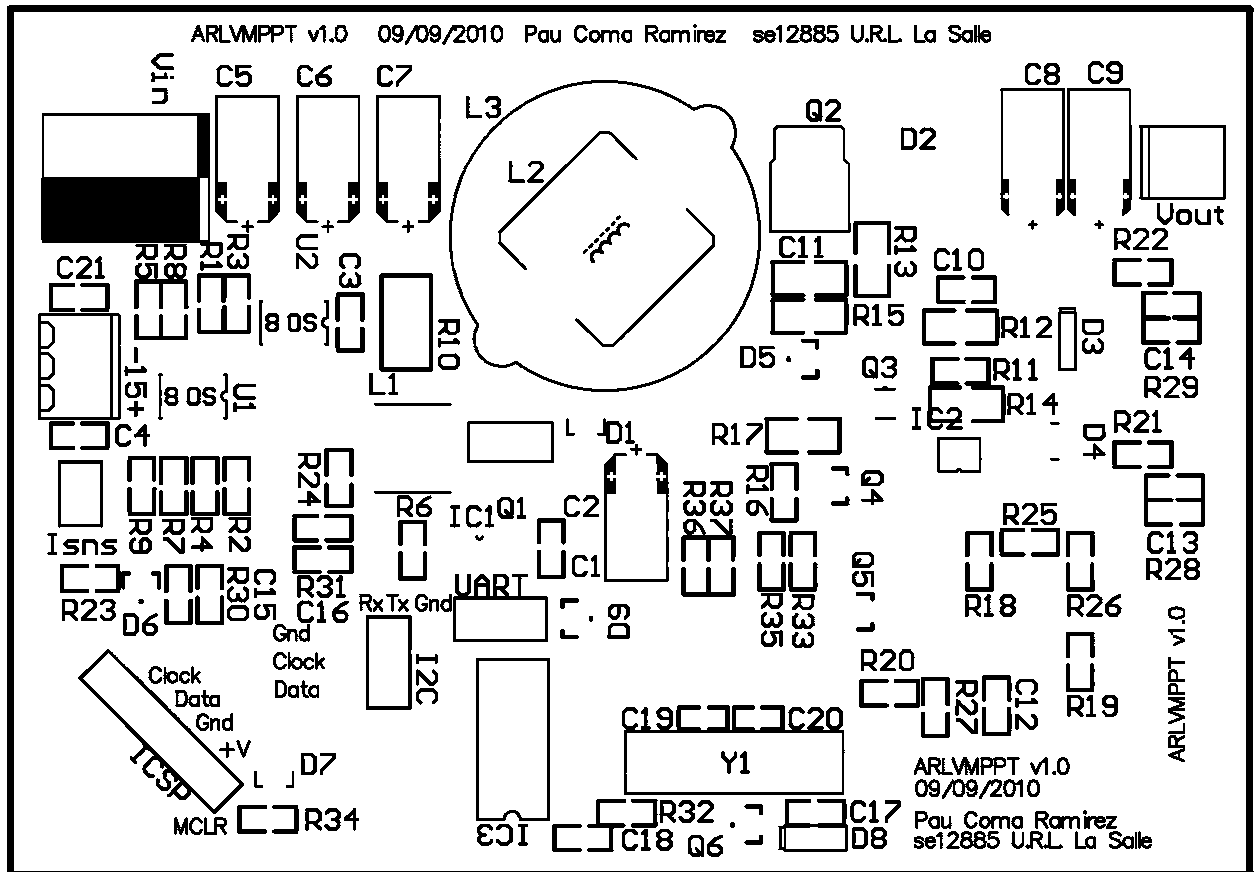 ARLVMPPT v1.0 09/09/2010 Pau Coma Ramirez se12885 U.R.L. La Salle
Vin
C5
C6
C7
L3
L2
Q2
D2
C8
C9
Vout
C21
R5
R8
R1
R3
U2
C3
SO 8
R10
C11
R13
R15
C10
R12
D3
R22
C14
R29
-15+
SO 8
U1
L1
D5
Q3
R11
R14
IC2
C4
D1
R17
D4
R21
R24
R6
IC1
Q1
C2
C1
R36
R37
R16
Q4
R25
C13
R28
Isns
R9
R7
R4
R2
R31
C16
R23
D6
R30
C15
Rx Tx Gnd
UART
D9
R35
R33
Q5
R18
R26
Gnd
Clock
Data
I2C
Clock
Data
Gnd
+V
ICSP
R20
R27
C12
R19
ARLVMPPT v1.0
C19
C20
Y1
D7
MCLR
R34
IC3
R32
C18
Q6
C17
D8
ARLVMPPT v1.0
09/09/2010
Pau Coma Ramirez
se12885 U.R.L. La Salle